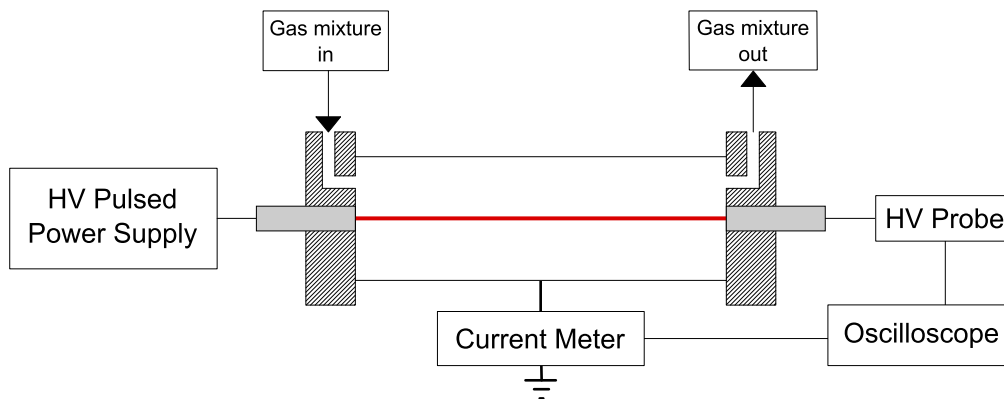 Gas mixture
in
Gas mixture
out
HV Pulsed
Power Supply
HV Probe
Current Meter
Oscilloscope